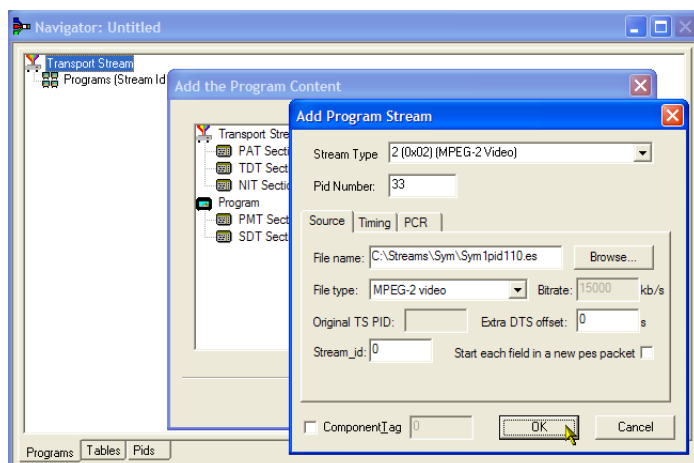 Navigator: Untitled
Transport Stream
Programs (Stream Id
Add the Program Content
Transport Stre
PAT Secti
TDT Sect
NIT Sectio
Program
PMT Sect
SDT Sect
Add Program Stream
Stream Type 2 (0x02) (MPEG-2 Video)
Pid Number: 33
Source Timing PCR
File name: C:\Streams\Sym\Sym1pid110.es Browse...
File type: MPEG-2 video Bitrate: 15000 kb/s
Original TS PID: Extra DTS offset: 0 s
Stream_id: 0 Start each field in a new pes packet
ComponentTag 0 OK Cancel
Programs Tables Pids